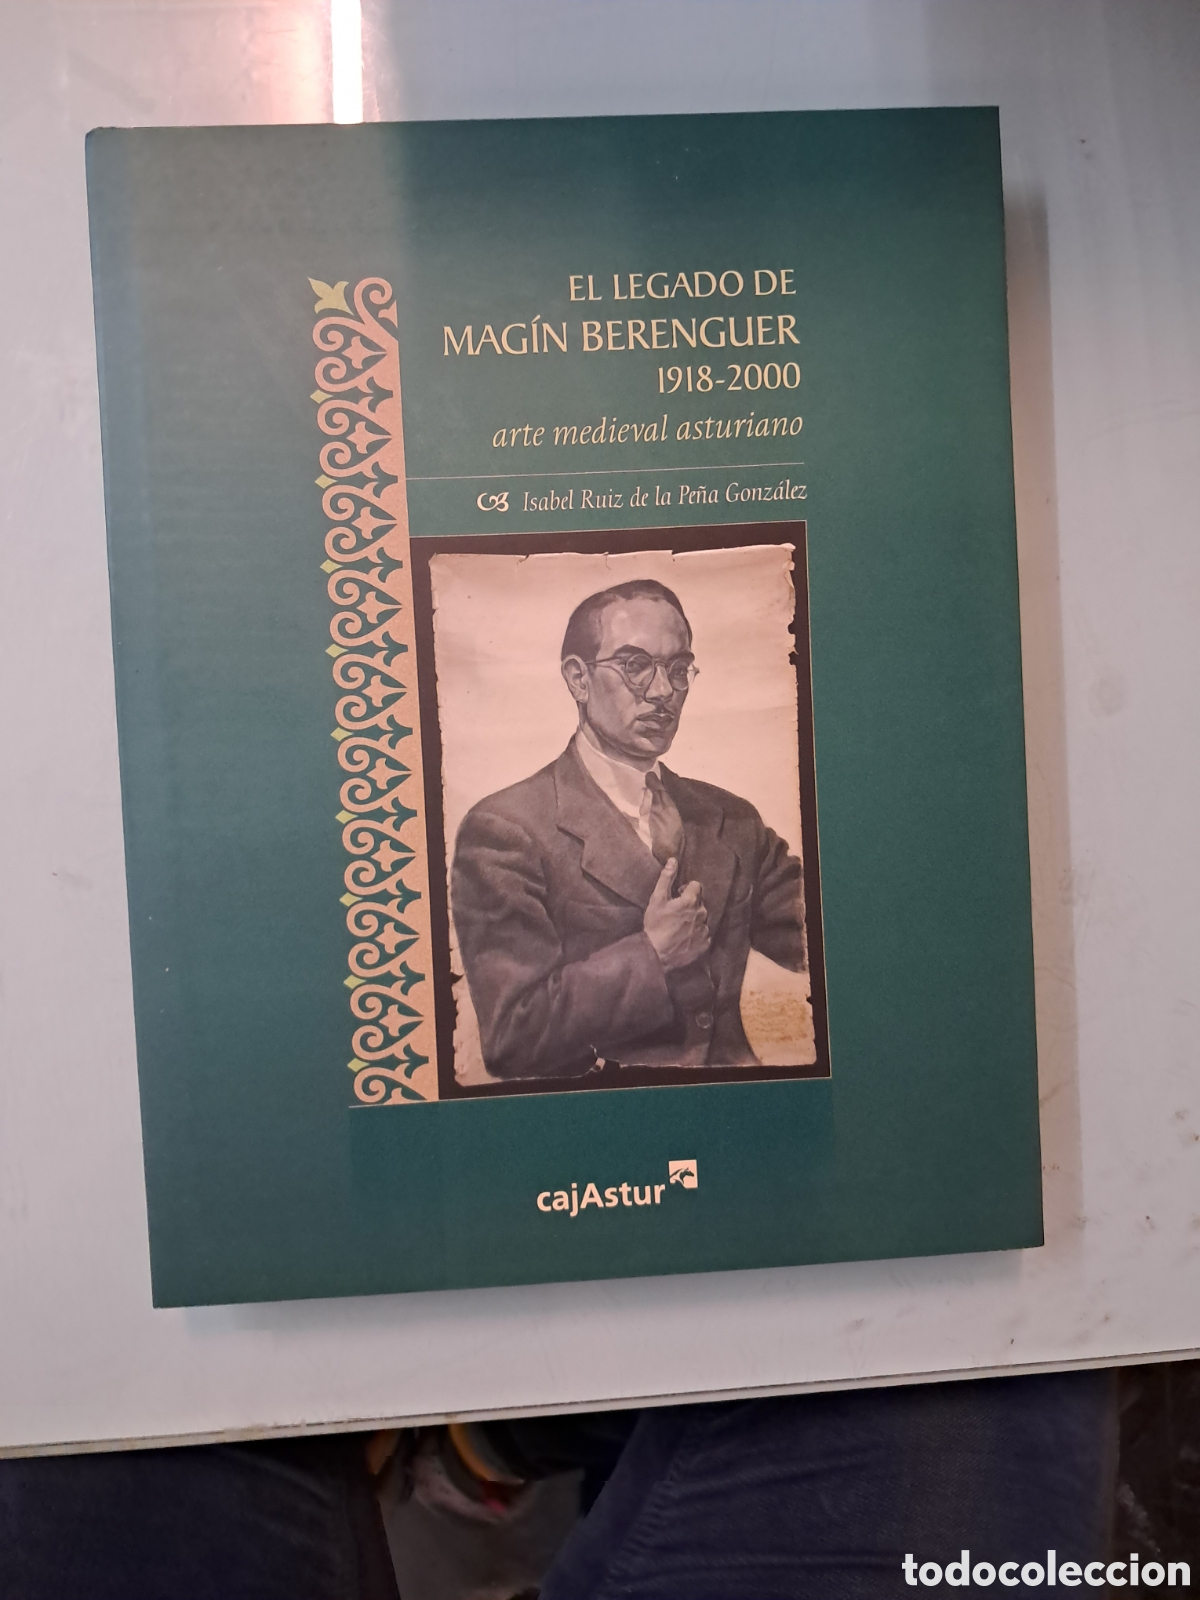 EL LEGADO DE
MAGÍN BERENGUER
1918-2000
arte medieval asturiano
Isabel Ruiz de la Peña González
cajAstur
todocoleccion